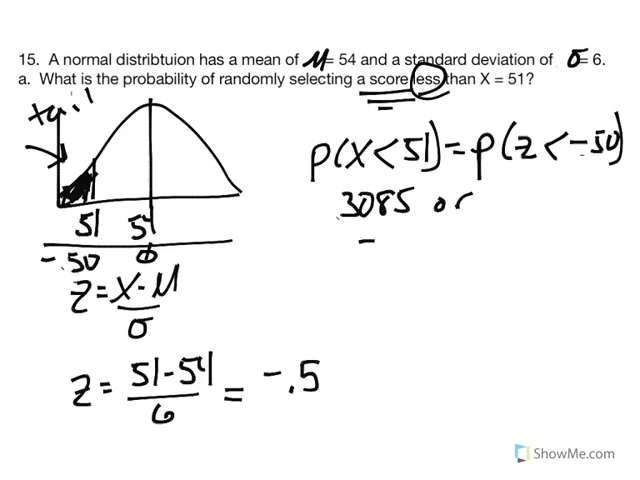 15. A normal distribtuion has a mean of μ = 54 and a standard deviation of σ = 6.
a. What is the probability of randomly selecting a score less than X = 51?
tail
P(X < 51) = P(Z < -.50)
.3085 or
51 54
-.50 0
Z = X - M
σ
Z = 51 - 54 = -.5
6
ShowMe.com